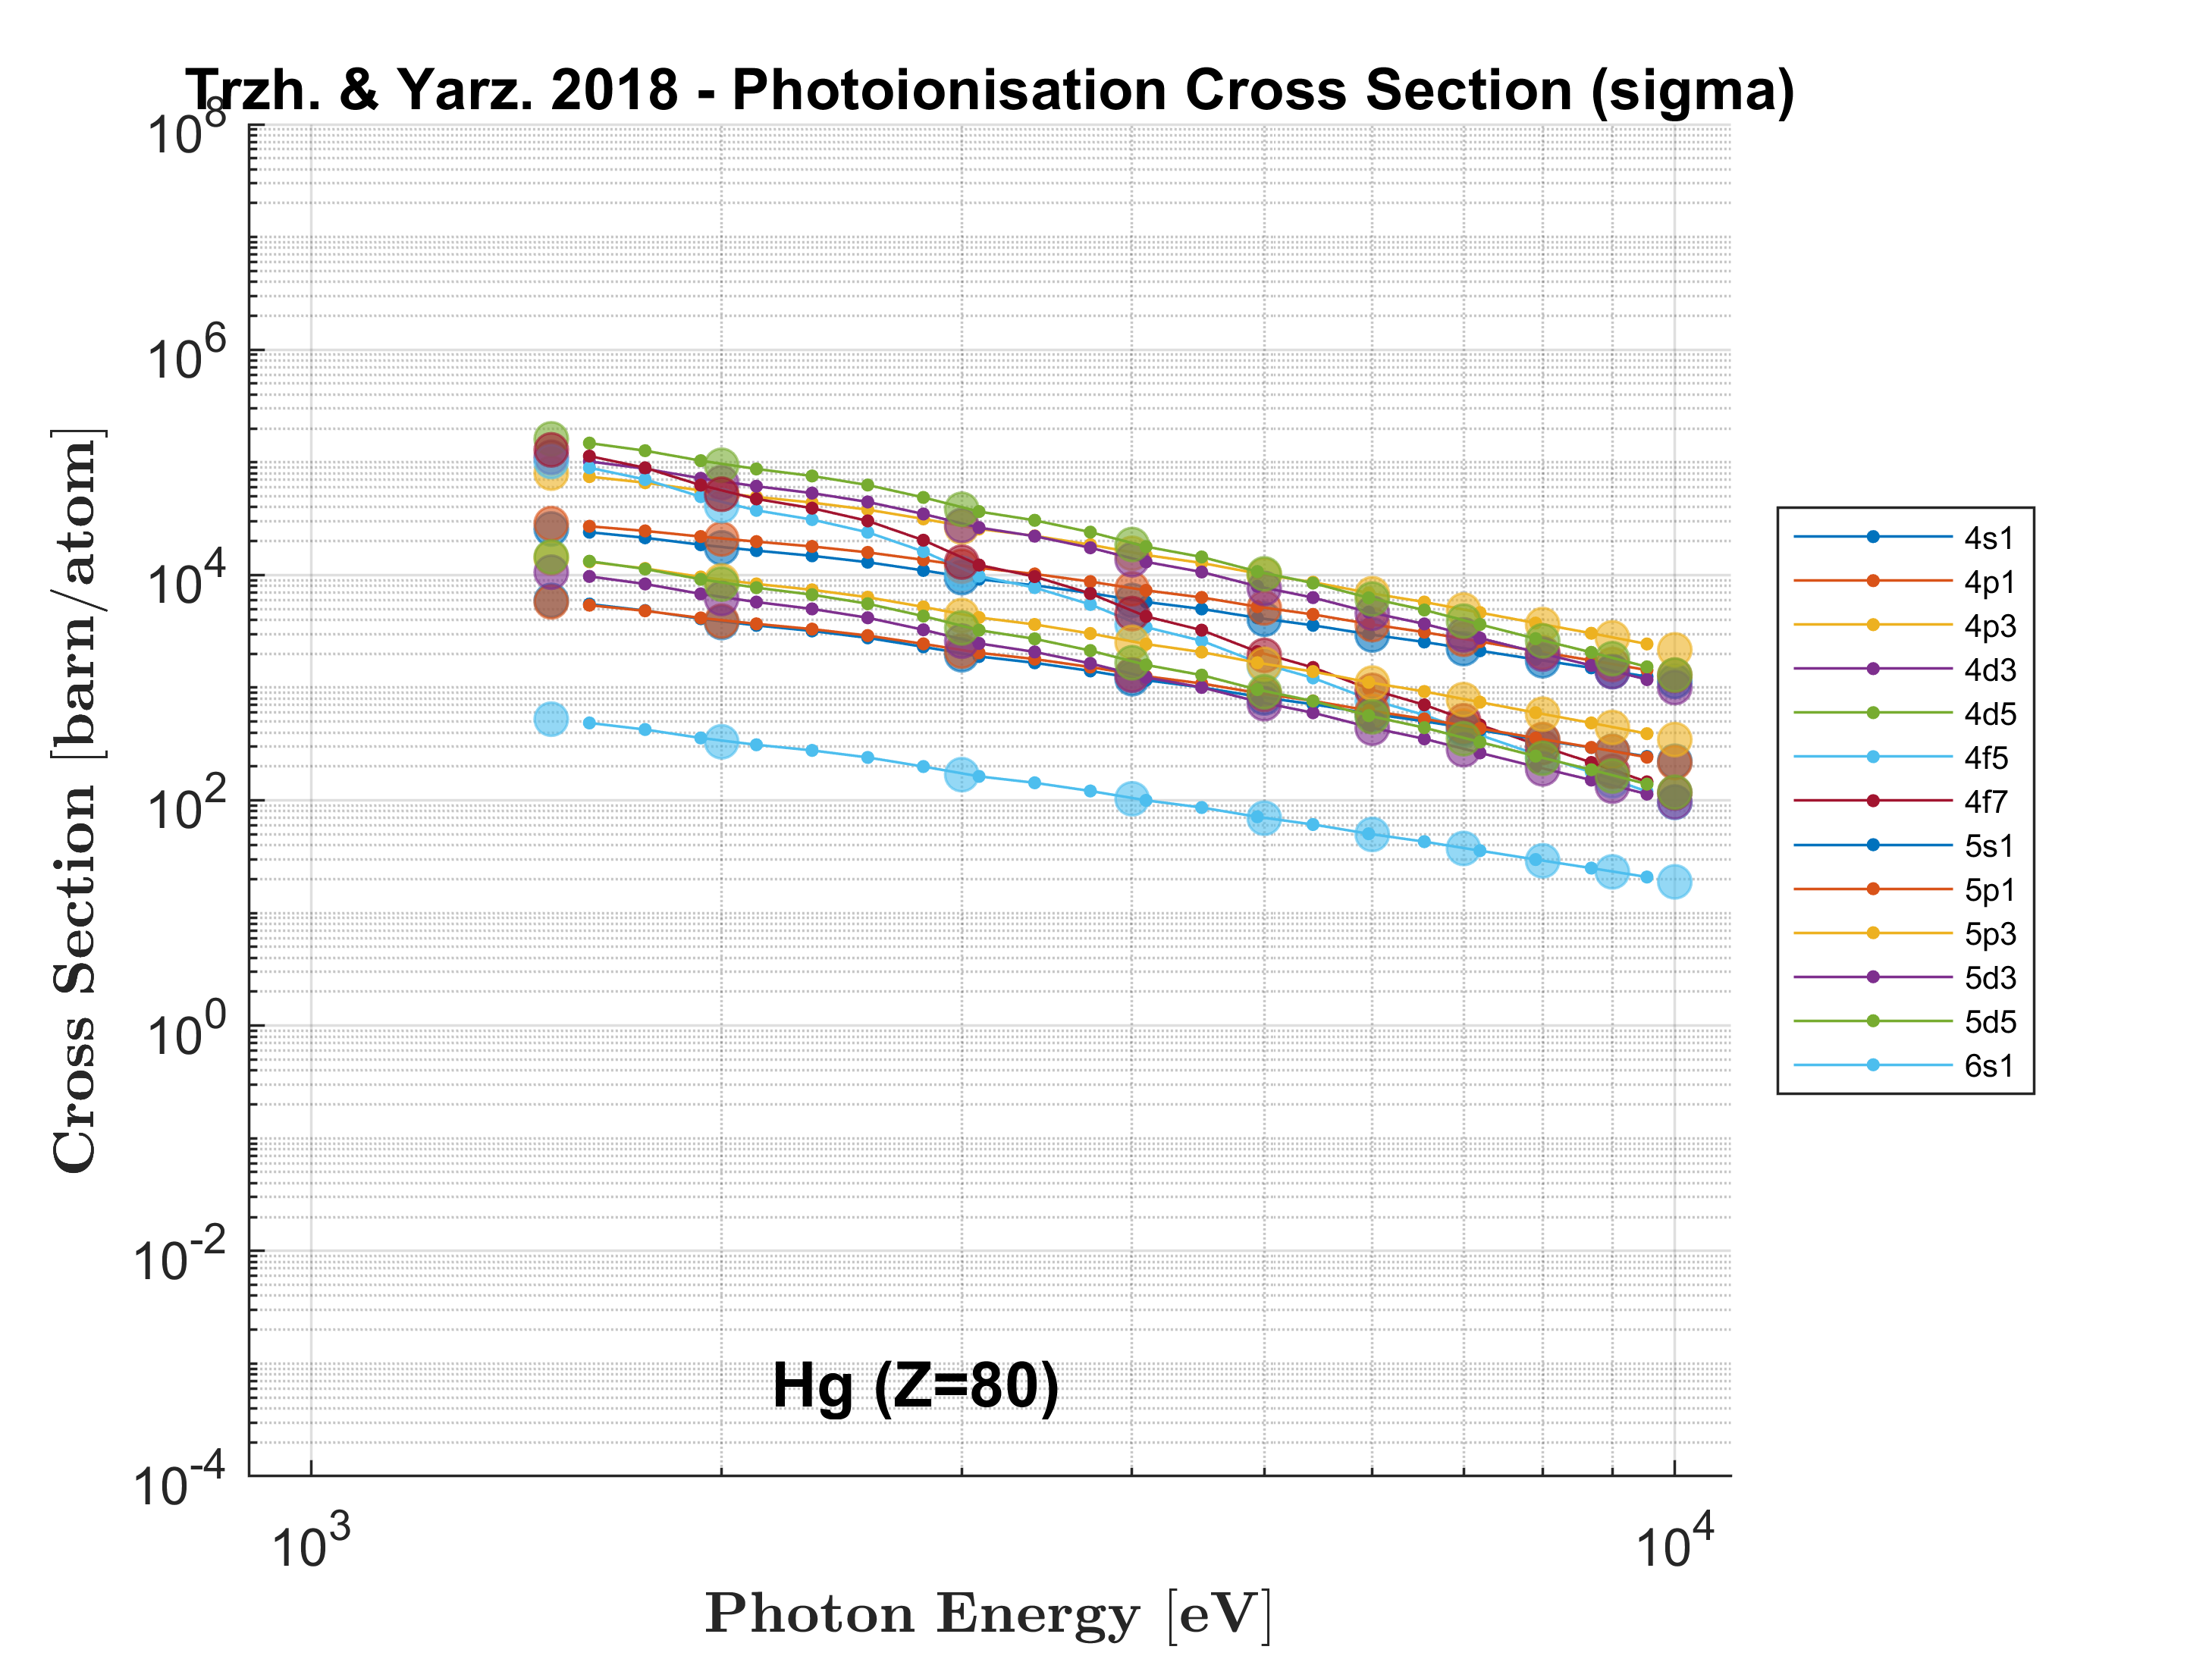 Trzh. & Yarz. 2018 - Photoionisation Cross Section (sigma)
10^8
10^6
10^4
10^2
10^0
10^-2
10^-4
Cross Section [barn/atom]
4s1
4p1
4p3
4d3
4d5
4f5
4f7
5s1
5p1
5p3
5d3
5d5
6s1
Hg (Z=80)
10^3
10^4
Photon Energy [eV]